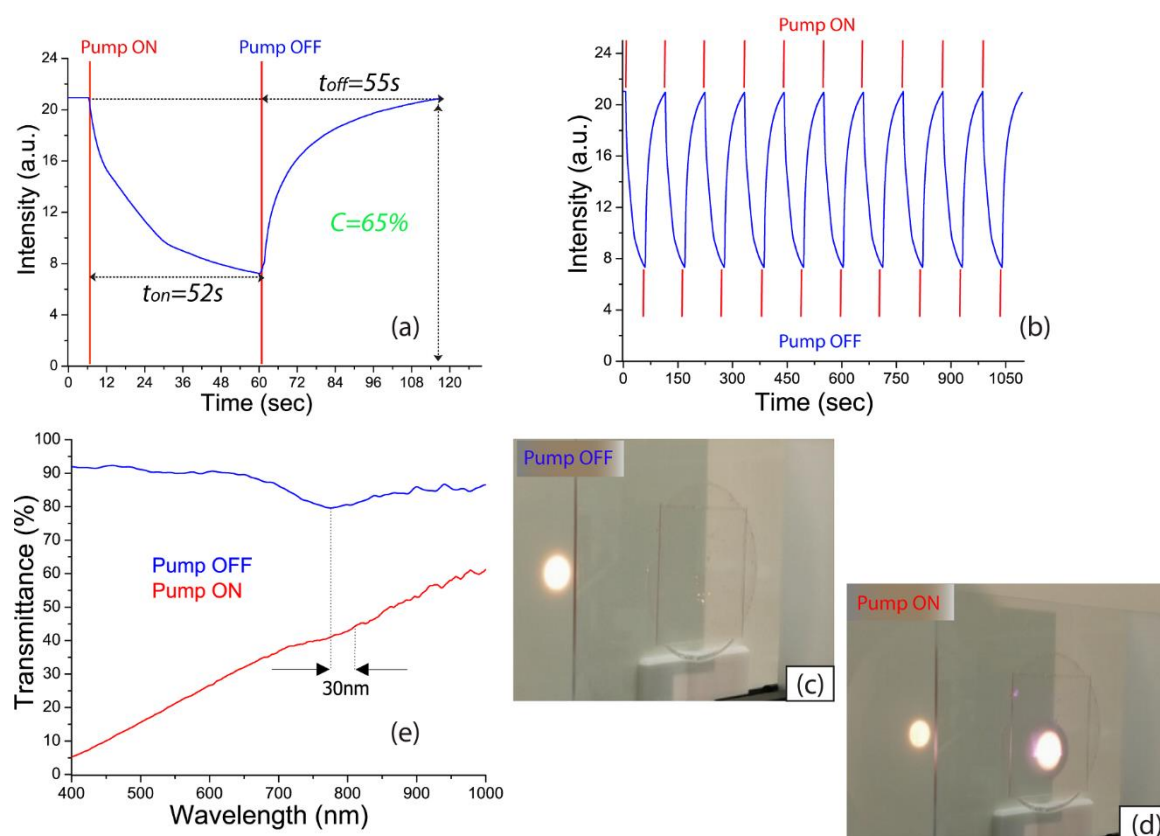 Pump ON
Pump OFF
24
20
16
12
8
4
0
Intensity (a.u.)
toff=55s
C=65%
ton=52s
(a)
0 12 24 36 48 60 72 84 96 108 120
Time (sec)
Pump ON
24
20
16
12
8
4
0
Intensity (a.u.)
(b)
Pump OFF
0 150 300 450 600 750 900 1050
Time (sec)
100
90
80
70
60
50
40
30
20
10
0
Transmittance (%)
Pump OFF
Pump ON
30nm
(e)
400 500 600 700 800 900 1000
Wavelength (nm)
Pump OFF
(c)
Pump ON
(d)